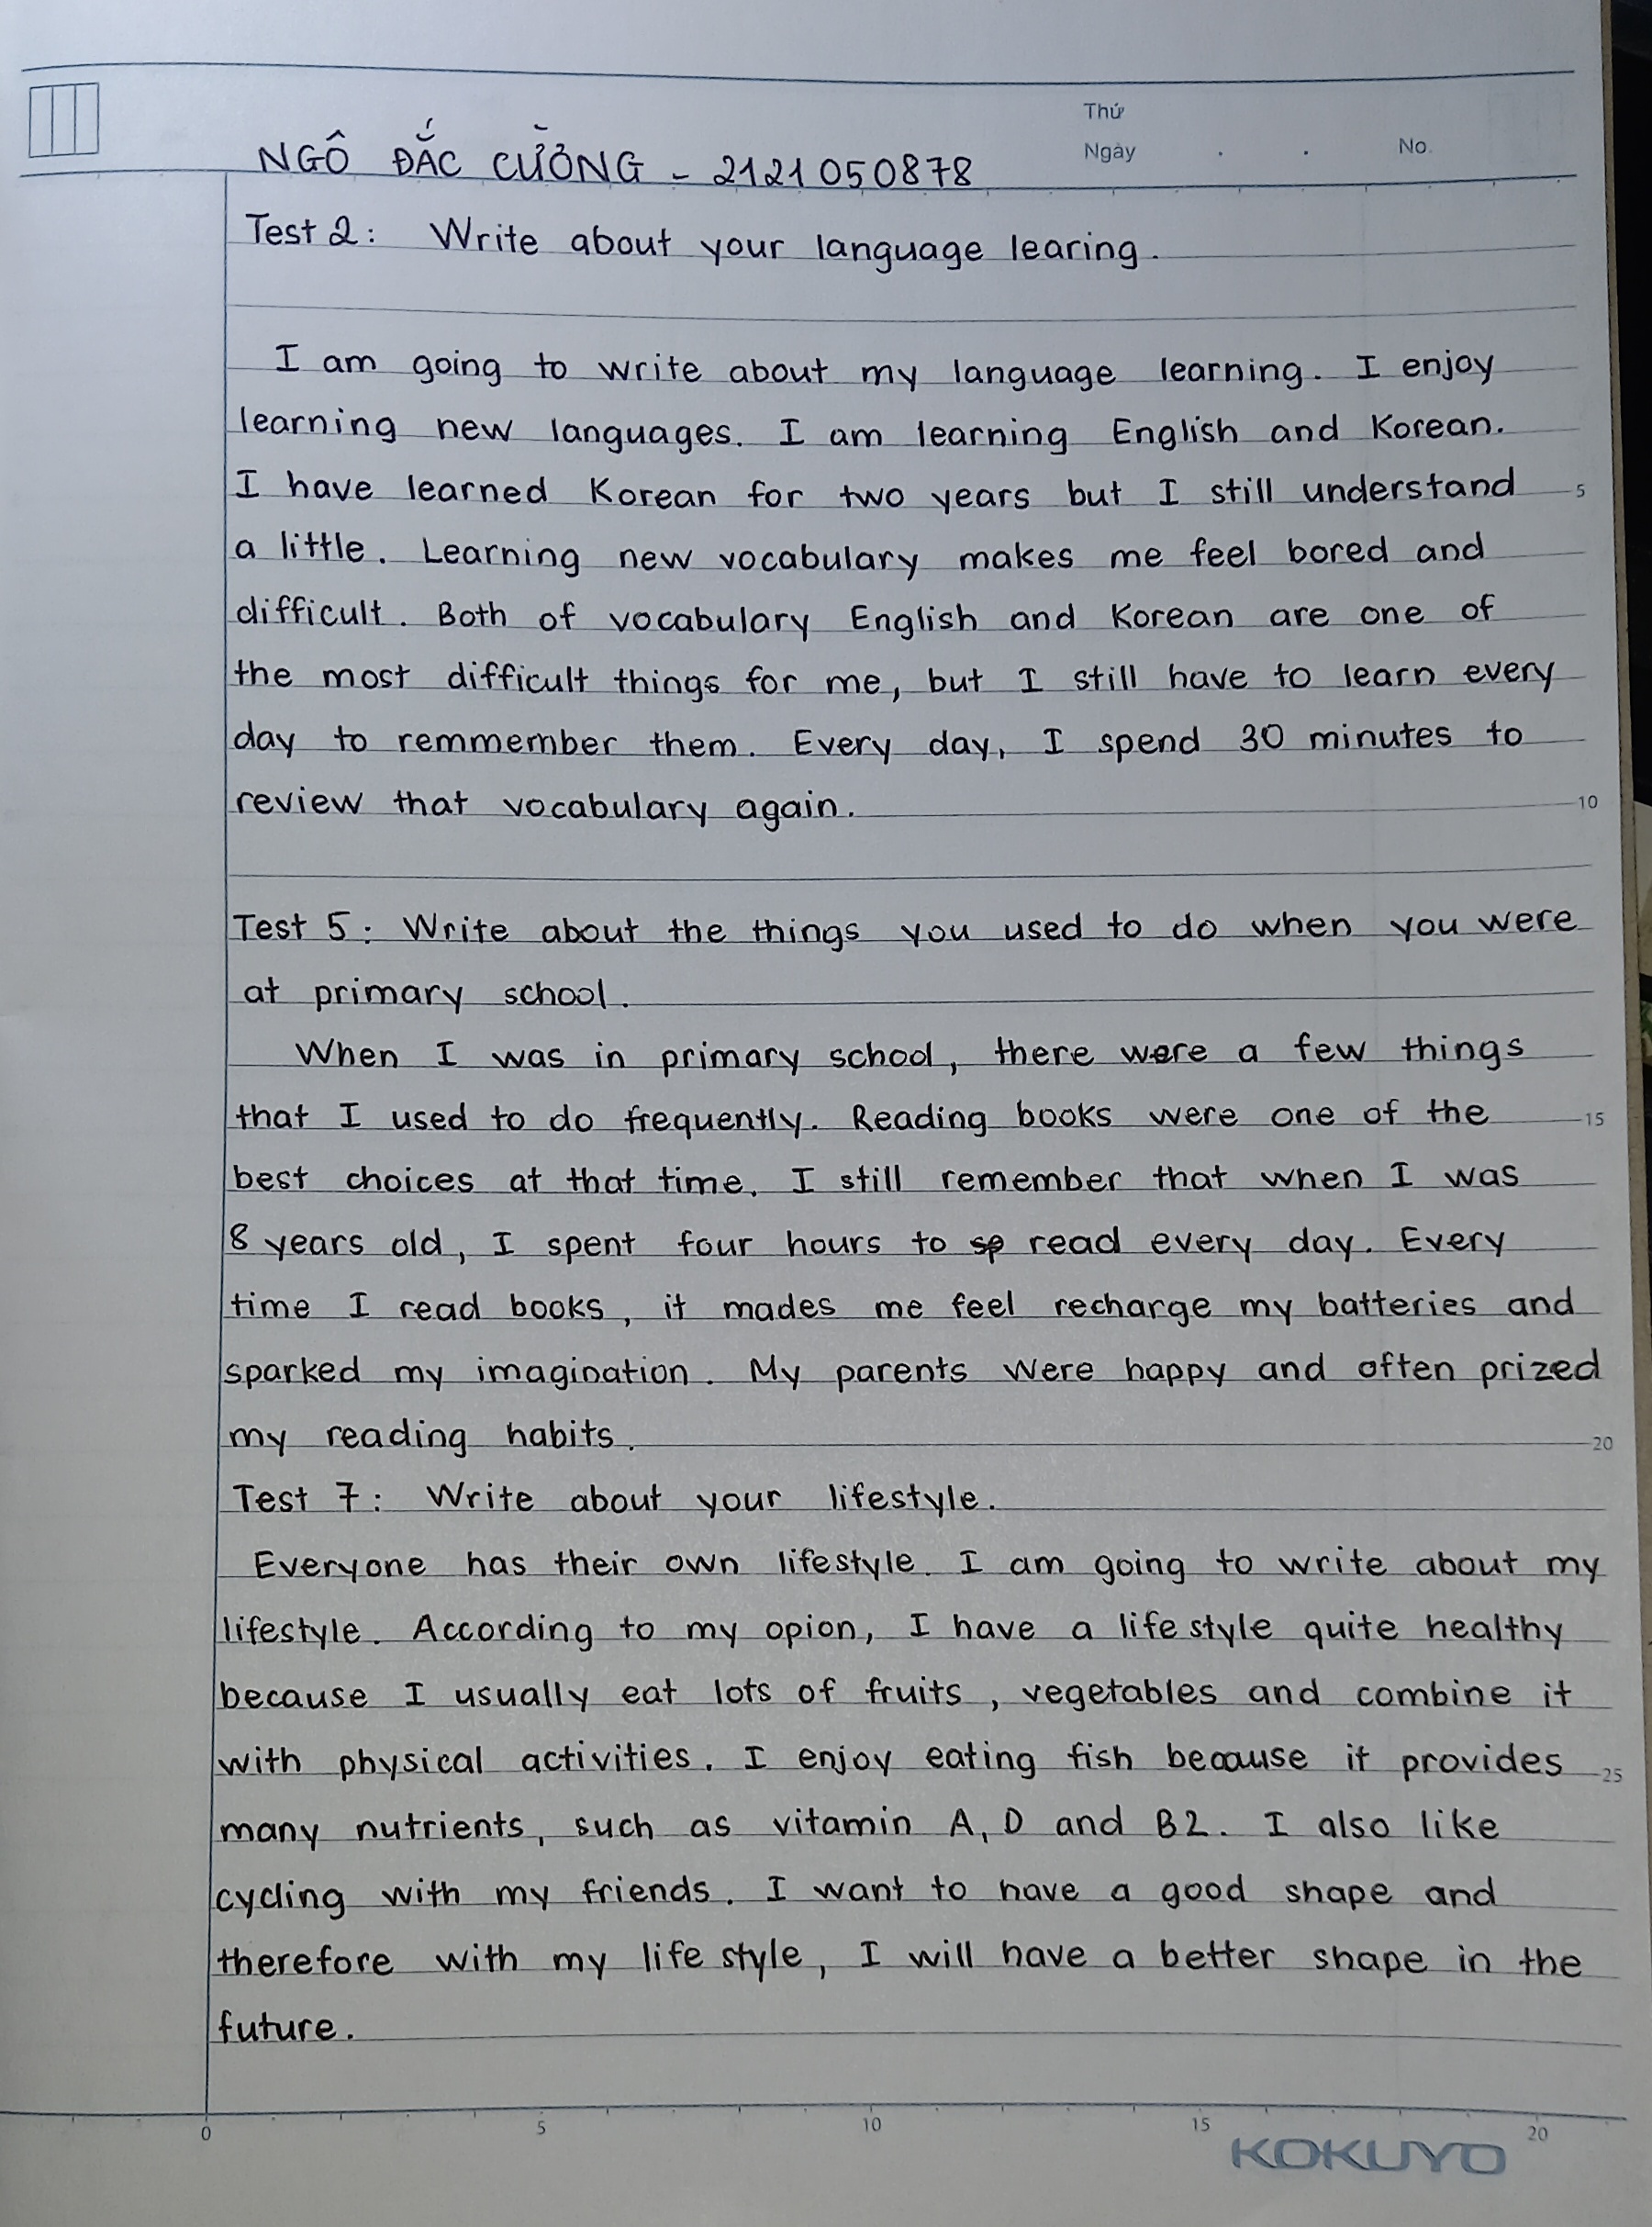 Thứ
Ngày . . No.
NGÔ ĐẮC CƯỜNG - 2121050878
Test 2: Write about your language learing.
I am going to write about my language learning. I enjoy
learning new languages. I am learning English and Korean.
I have learned Korean for two years but I still understand 5
a little. Learning new vocabulary makes me feel bored and
difficult. Both of vocabulary English and Korean are one of
the most difficult things for me, but I still have to learn every
day to remmember them. Every day, I spend 30 minutes to
review that vocabulary again. 10
Test 5: Write about the things you used to do when you were
at primary school.
When I was in primary school, there were a few things
that I used to do frequently. Reading books were one of the 15
best choices at that time. I still remember that when I was
8 years old, I spent four hours to read every day. Every
time I read books, it mades me feel recharge my batteries and
sparked my imagination. My parents were happy and often prized
my reading habits. 20
Test 7: Write about your lifestyle.
Everyone has their own lifestyle. I am going to write about my
lifestyle. According to my opion, I have a life style quite healthy
because I usually eat lots of fruits, vegetables and combine it
with physical activities. I enjoy eating fish because it provides 25
many nutrients, such as vitamin A, D and B2. I also like
cycling with my friends. I want to have a good shape and
therefore with my life style, I will have a better shape in the
future.
0 5 10 15 20
KOKUYO